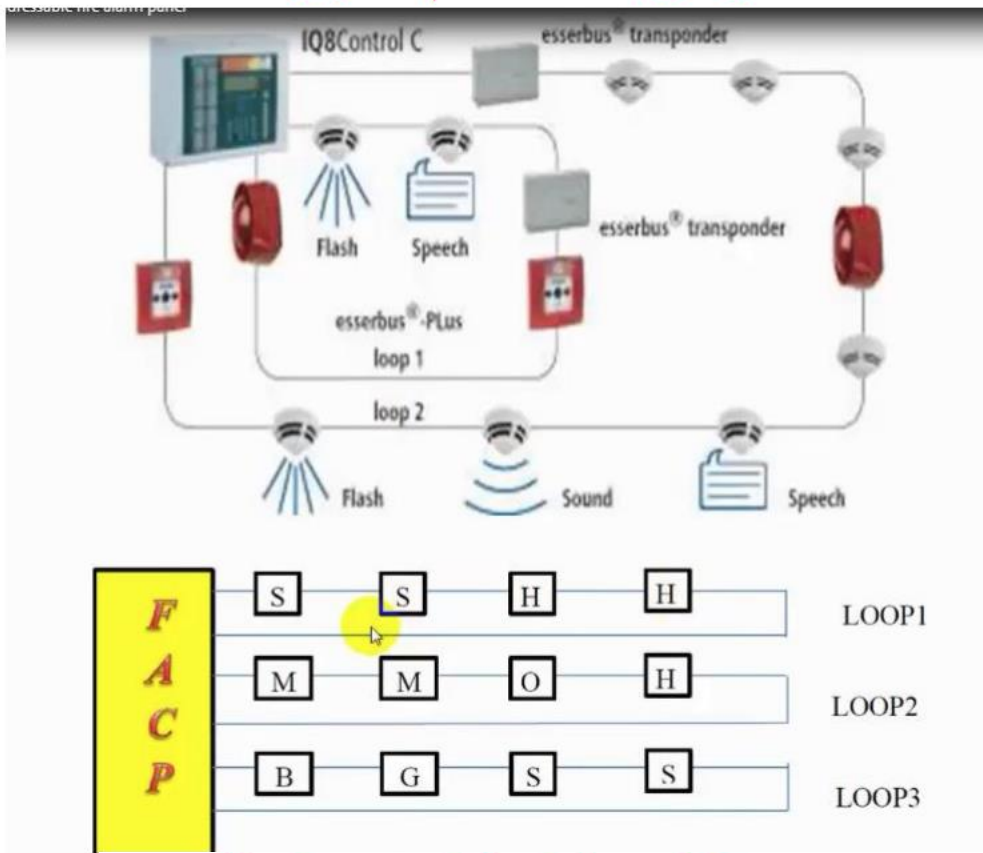 IQ8Control C
esserbus® transponder
Flash
Speech
esserbus® transponder
esserbus®-PLus
loop 1
loop 2
Flash
Sound
Speech
F
A
C
P
S S H H
LOOP1
M M O H
LOOP2
B G S S
LOOP3